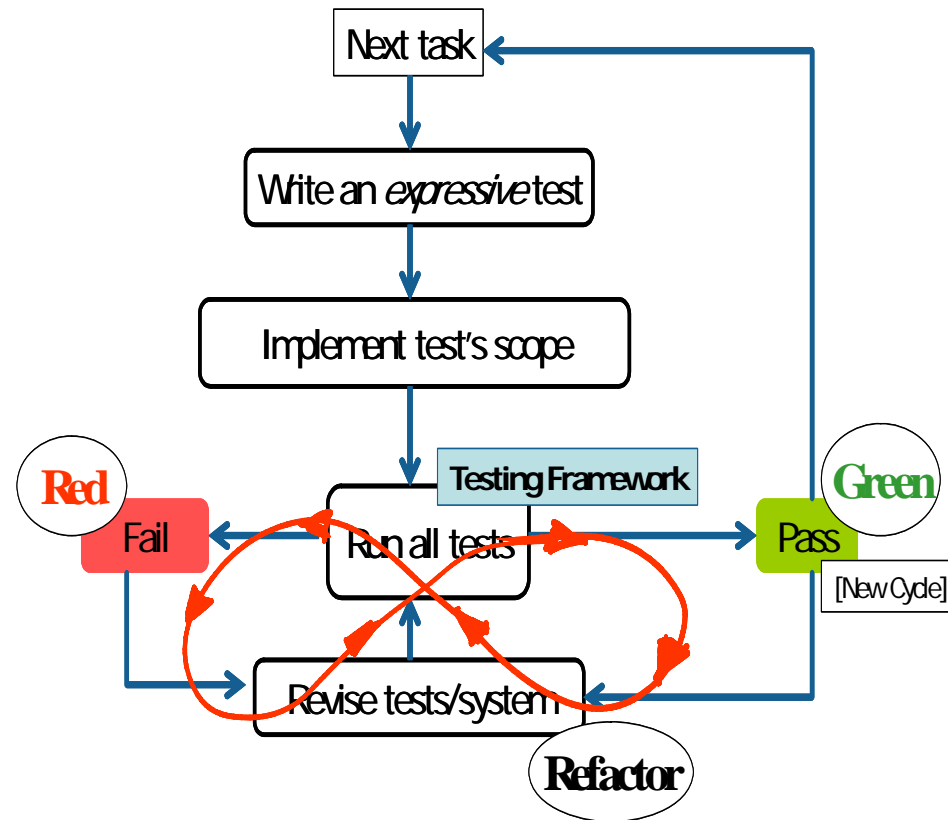 Next task
Write an expressive test
Implement test's scope
Testing Framework
Red
Green
Fail
Run all tests
Pass
[New Cycle]
Revise tests/system
Refactor